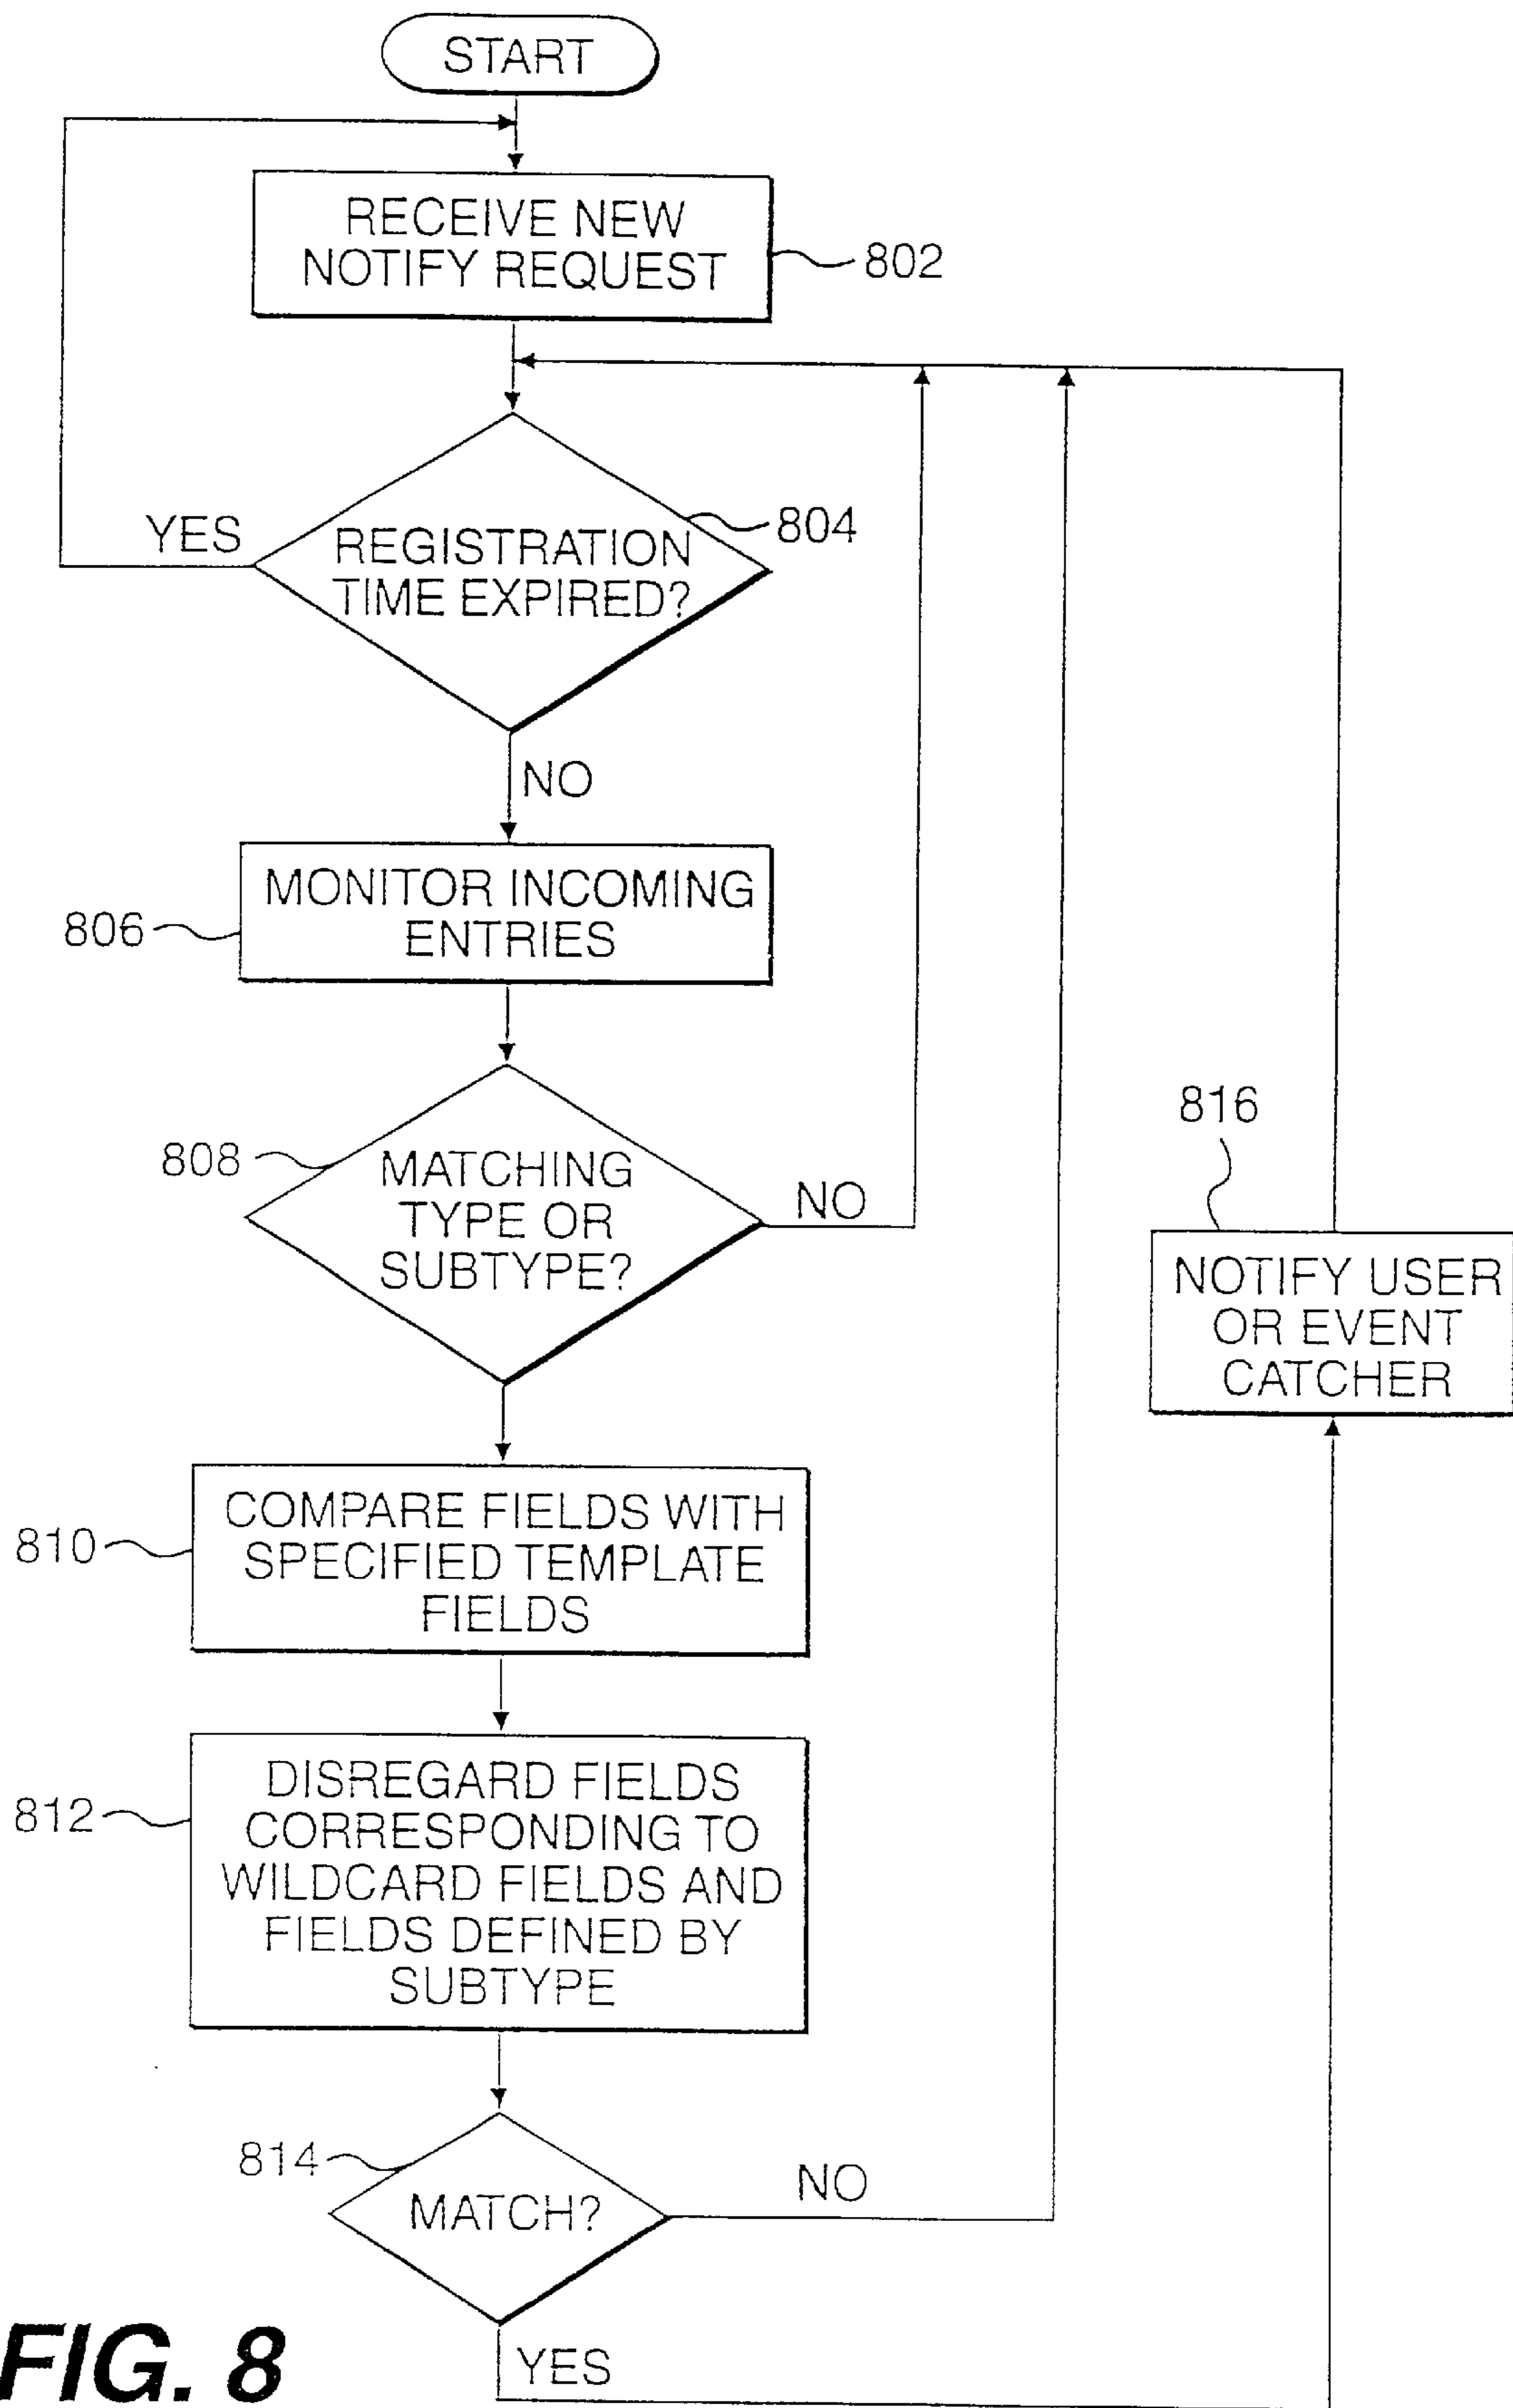 START
RECEIVE NEW
NOTIFY REQUEST
802
804
YES
REGISTRATION
TIME EXPIRED?
NO
MONITOR INCOMING
ENTRIES
806
808
MATCHING
TYPE OR
SUBTYPE?
NO
816
NOTIFY USER
OR EVENT
CATCHER
COMPARE FIELDS WITH
SPECIFIED TEMPLATE
FIELDS
810
DISREGARD FIELDS
CORRESPONDING TO
WILDCARD FIELDS AND
FIELDS DEFINED BY
SUBTYPE
812
814
MATCH?
NO
YES
FIG. 8